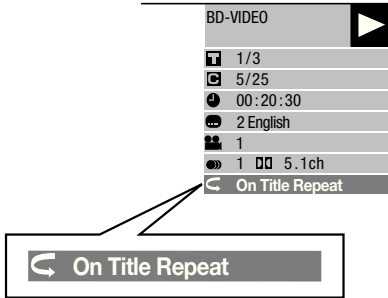 BD-VIDEO
T 1/3
C 5/25
00:20:30
2 English
1
1 DD 5.1ch
On Title Repeat
On Title Repeat